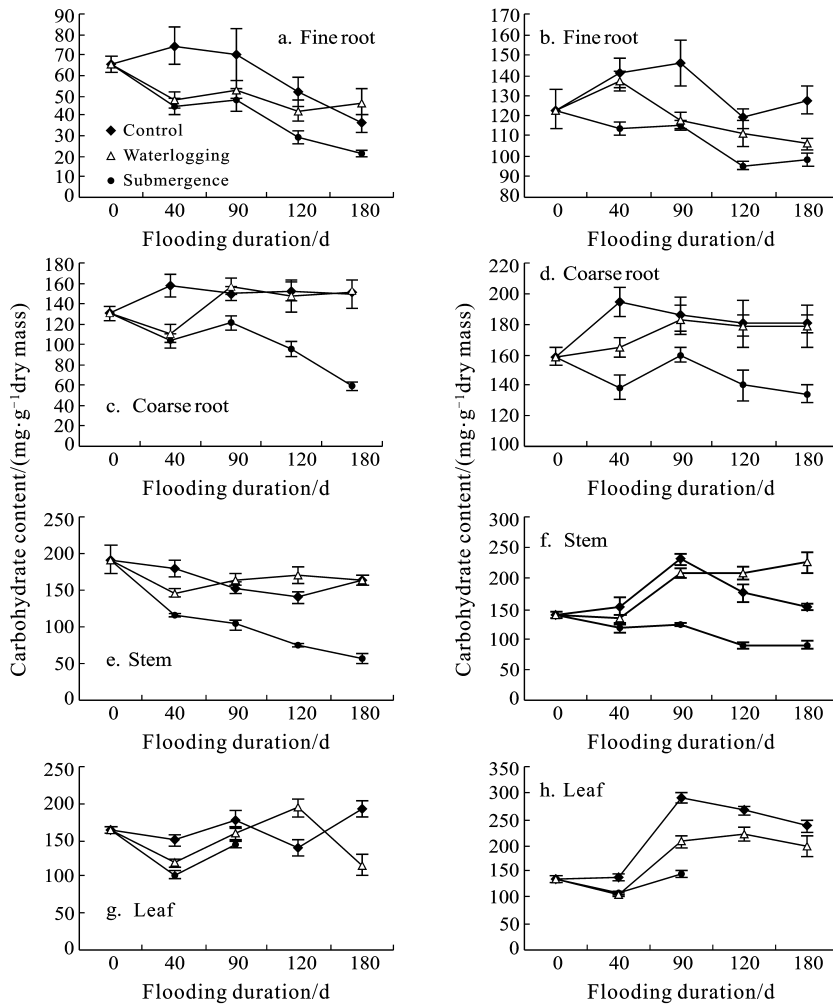 a. Fine root
90
80
70
60
50
40
30
20
10
0
Control
Waterlogging
Submergence
0 40 90 120 180
Flooding duration/d
b. Fine root
170
160
150
140
130
120
110
100
90
80
0 40 90 120 180
Flooding duration/d
Carbohydrate content/(mg·g⁻¹dry mass)
180
160
140
120
100
80
60
40
20
0
c. Coarse root
0 40 90 120 180
Flooding duration/d
Carbohydrate content/(mg·g⁻¹dry mass)
d. Coarse root
220
200
180
160
140
120
100
0 40 90 120 180
Flooding duration/d
250
200
150
100
50
0
e. Stem
0 40 90 120 180
Flooding duration/d
f. Stem
300
250
200
150
100
50
0
0 40 90 120 180
Flooding duration/d
250
200
150
100
50
0
g. Leaf
0 40 90 120 180
Flooding duration/d
h. Leaf
350
300
250
200
150
100
50
0
0 40 90 120 180
Flooding duration/d